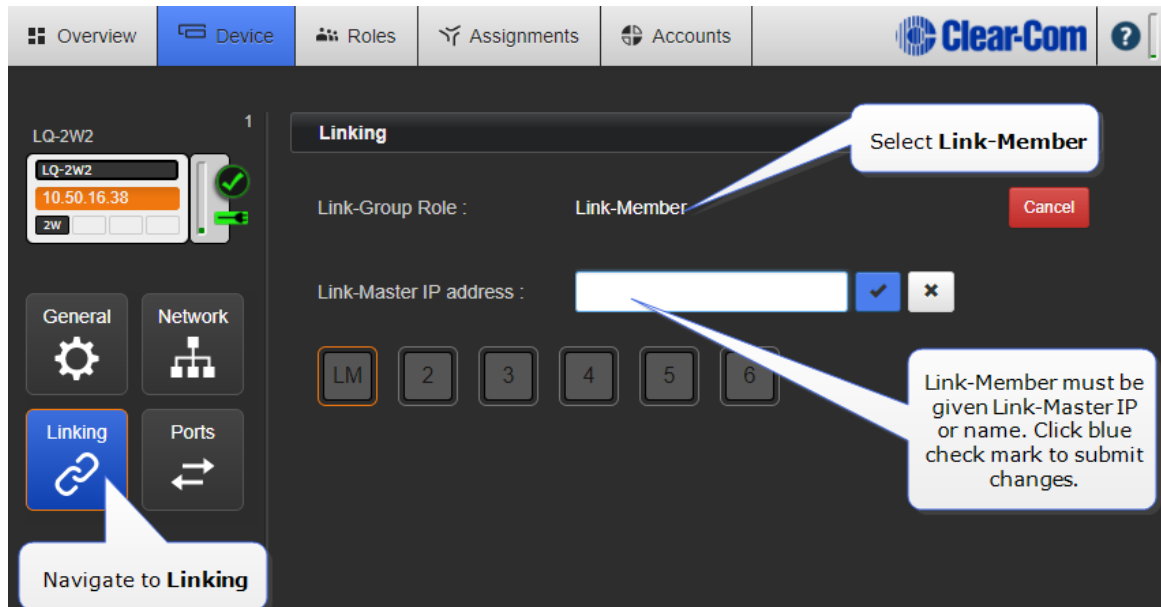 Overview
Device
Roles
Assignments
Accounts
Clear-Com
?
LQ-2W2
1
LQ-2W2
10.50.16.38
2W
General
Network
Linking
Ports
Navigate to Linking
Linking
Select Link-Member
Link-Group Role :
Link-Member
Cancel
Link-Master IP address :
LM
2
3
4
5
6
Link-Member must be
given Link-Master IP
or name. Click blue
check mark to submit
changes.